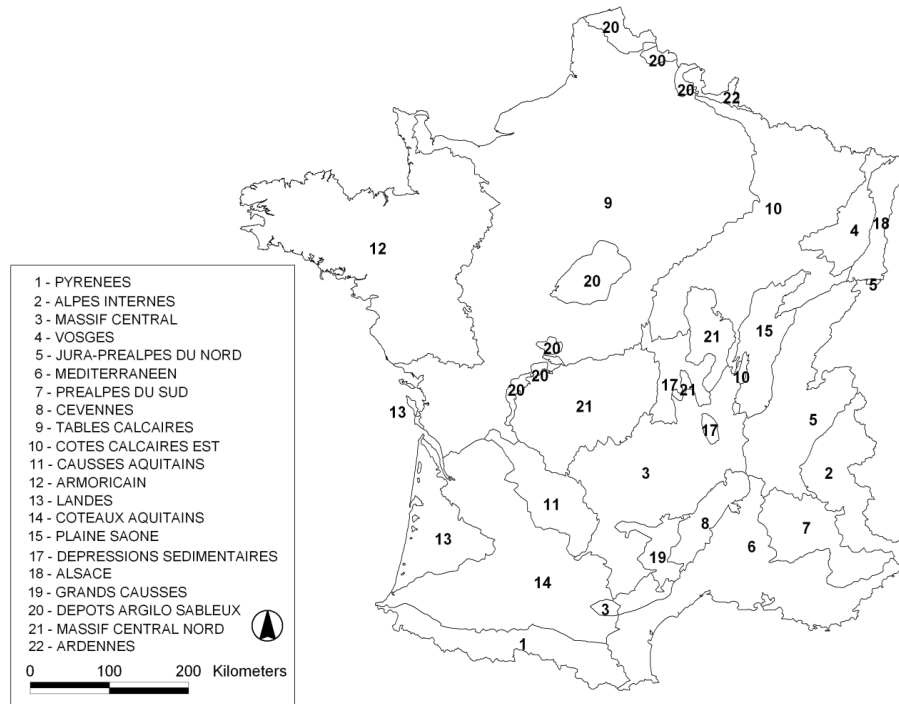 20
20
20
22
9
10
4
18
12
20
5
21
15
20
20
20
17
21
10
13
21
17
5
3
2
11
8
7
13
6
19
14
3
1
1 - PYRENEES
2 - ALPES INTERNES
3 - MASSIF CENTRAL
4 - VOSGES
5 - JURA-PREALPES DU NORD
6 - MEDITERRANEEN
7 - PREALPES DU SUD
8 - CEVENNES
9 - TABLES CALCAIRES
10 - COTES CALCAIRES EST
11 - CAUSSES AQUITAINS
12 - ARMORICAIN
13 - LANDES
14 - COTEAUX AQUITAINS
15 - PLAINE SAONE
17 - DEPRESSIONS SEDIMENTAIRES
18 - ALSACE
19 - GRANDS CAUSSES
20 - DEPOTS ARGILO SABLEUX
21 - MASSIF CENTRAL NORD
22 - ARDENNES
0 100 200 Kilometers